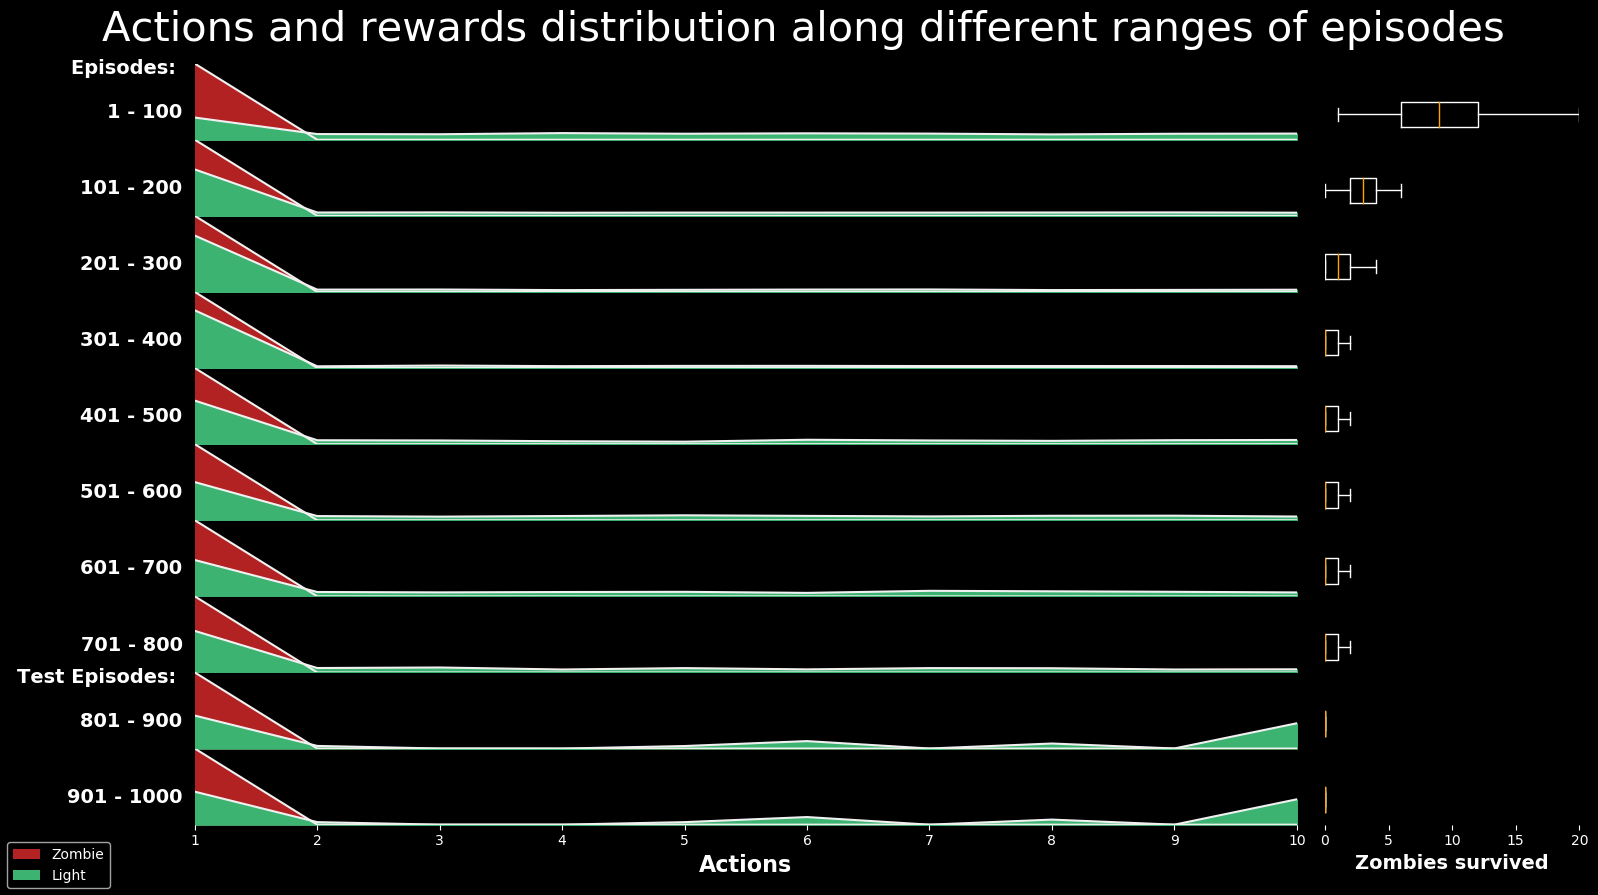 Actions and rewards distribution along different ranges of episodes
Episodes:
1 - 100
101 - 200
201 - 300
301 - 400
401 - 500
501 - 600
601 - 700
701 - 800
Test Episodes:
801 - 900
901 - 1000
1 2 3 4 5 6 7 8 9 10
Actions
0 5 10 15 20
Zombies survived
Zombie
Light